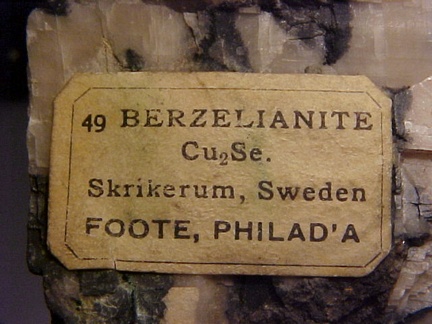 49 BERZELIANITE
Cu₂Se.
Skrikerum, Sweden
FOOTE, PHILAD'A